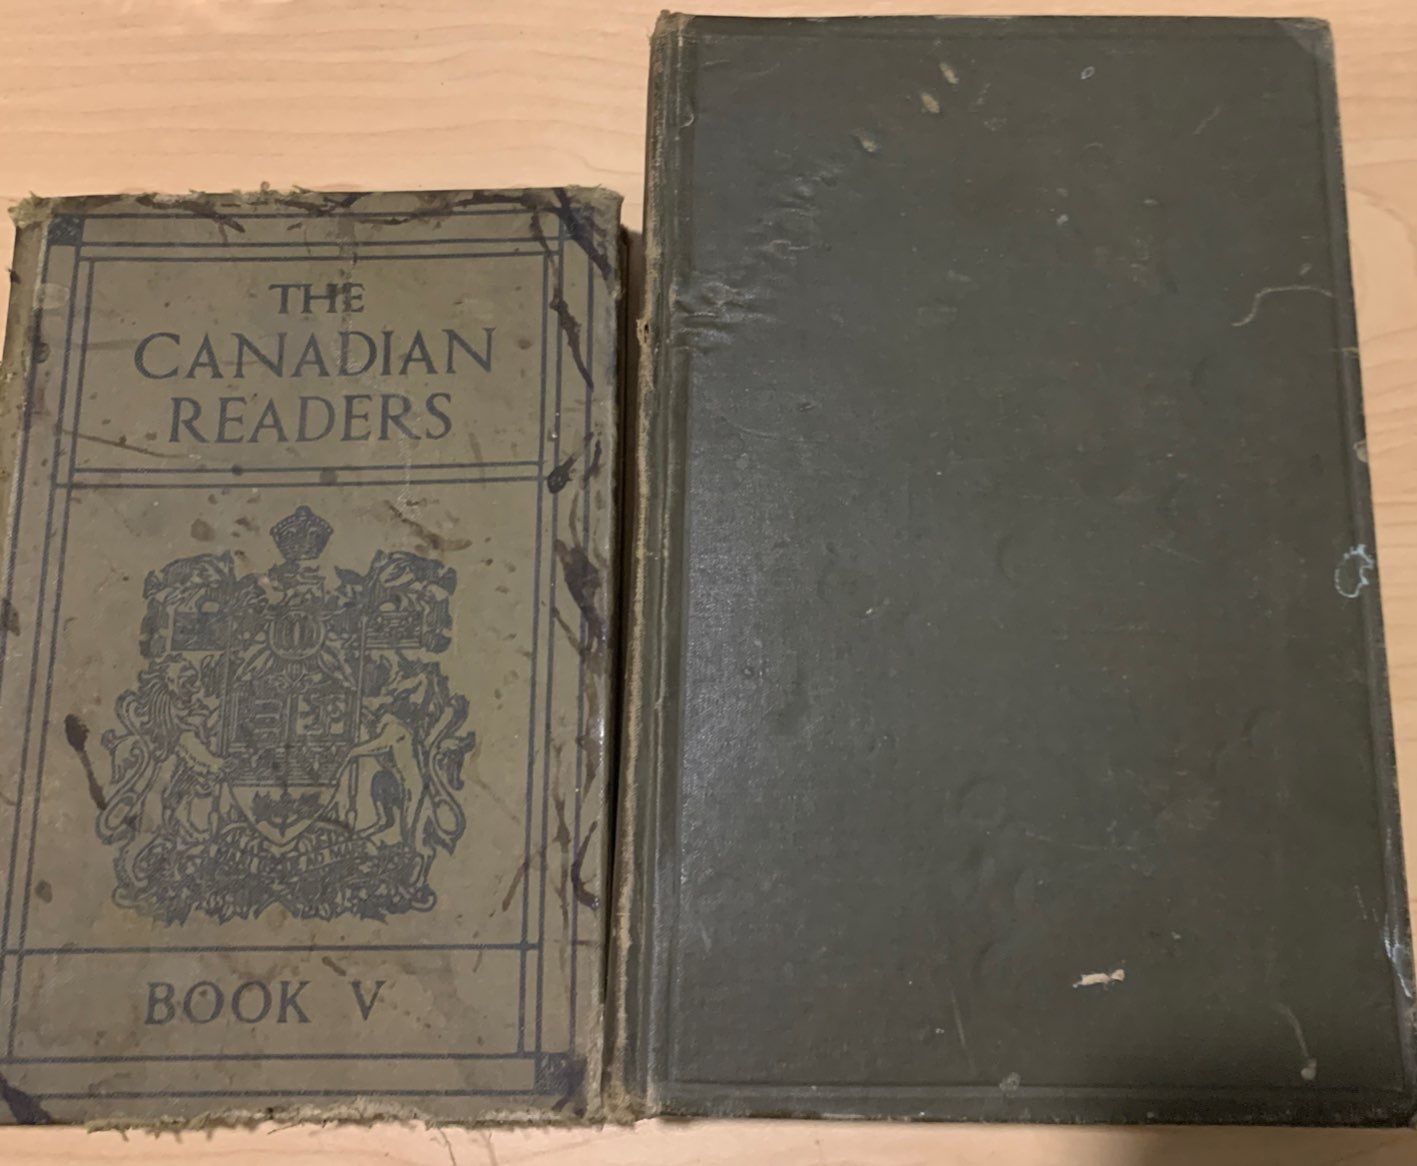 THE
CANADIAN
READERS
BOOK V